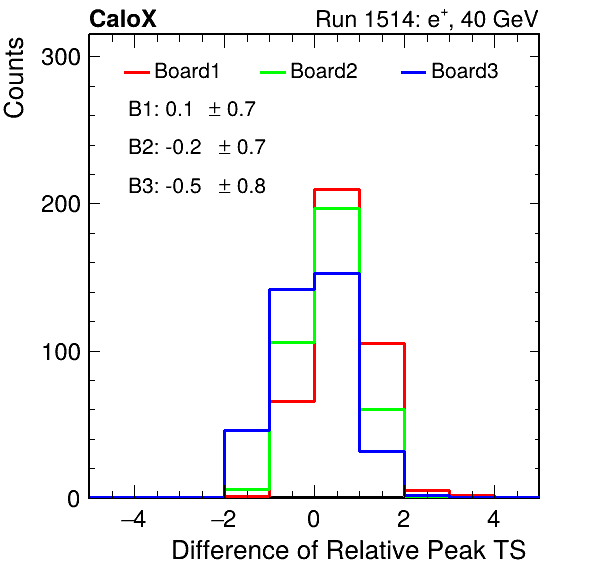 CaloX Run 1514: e⁺, 40 GeV
Counts
Board1 Board2 Board3
B1: 0.1 ± 0.7
B2: -0.2 ± 0.7
B3: -0.5 ± 0.8
300
200
100
0
−4 −2 0 2 4
Difference of Relative Peak TS